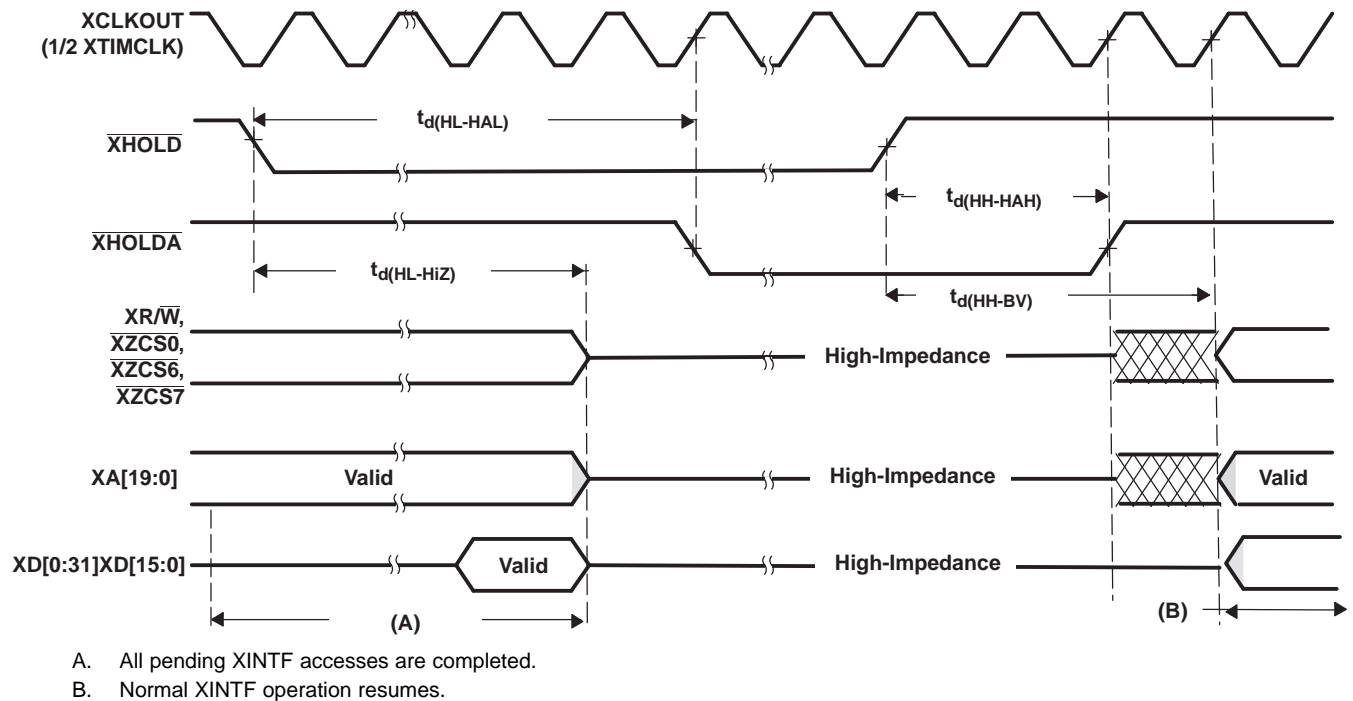 XCLKOUT
(1/2 XTIMCLK)
td(HL-HAL)
XHOLD
td(HH-HAH)
XHOLDA
td(HL-HiZ)
td(HH-BV)
XR/W,
XZCS0,
XZCS6,
XZCS7
High-Impedance
XA[19:0]
Valid
High-Impedance
Valid
XD[0:31]XD[15:0]
Valid
High-Impedance
(A)
(B)
A. All pending XINTF accesses are completed.
B. Normal XINTF operation resumes.